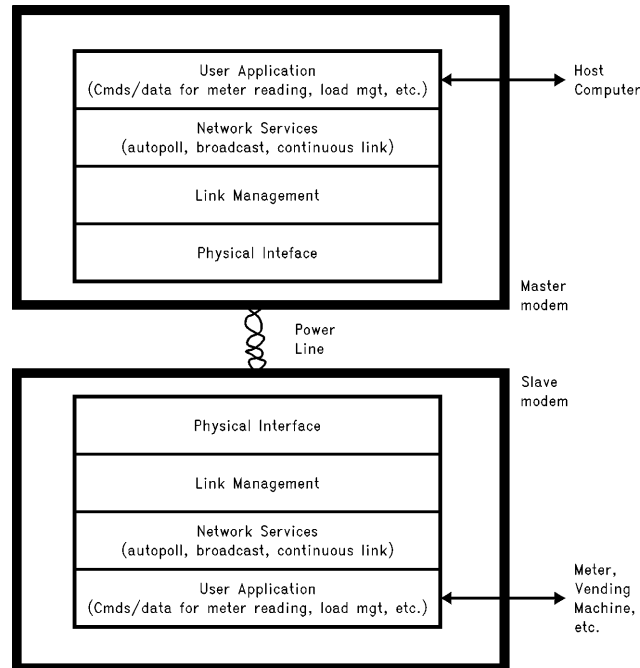 User Application
(Cmds/data for meter reading, load mgt, etc.)
Host
Computer
Network Services
(autopoll, broadcast, continuous link)
Link Management
Physical Inteface
Master
modem
Power
Line
Slave
modem
Physical Interface
Link Management
Network Services
(autopoll, broadcast, continuous link)
User Application
(Cmds/data for meter reading, load mgt, etc.)
Meter,
Vending
Machine,
etc.